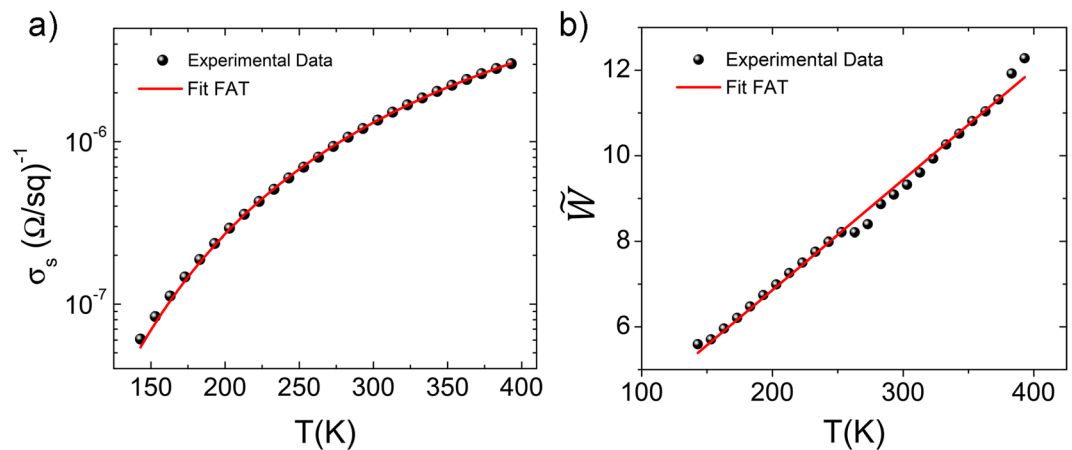 a)
Experimental Data
Fit FAT
10⁻⁶
10⁻⁷
σₛ (Ω/sq)⁻¹
150 200 250 300 350 400
T(K)
b)
Experimental Data
Fit FAT
12
10
8
6
W̃
100 200 300 400
T(K)